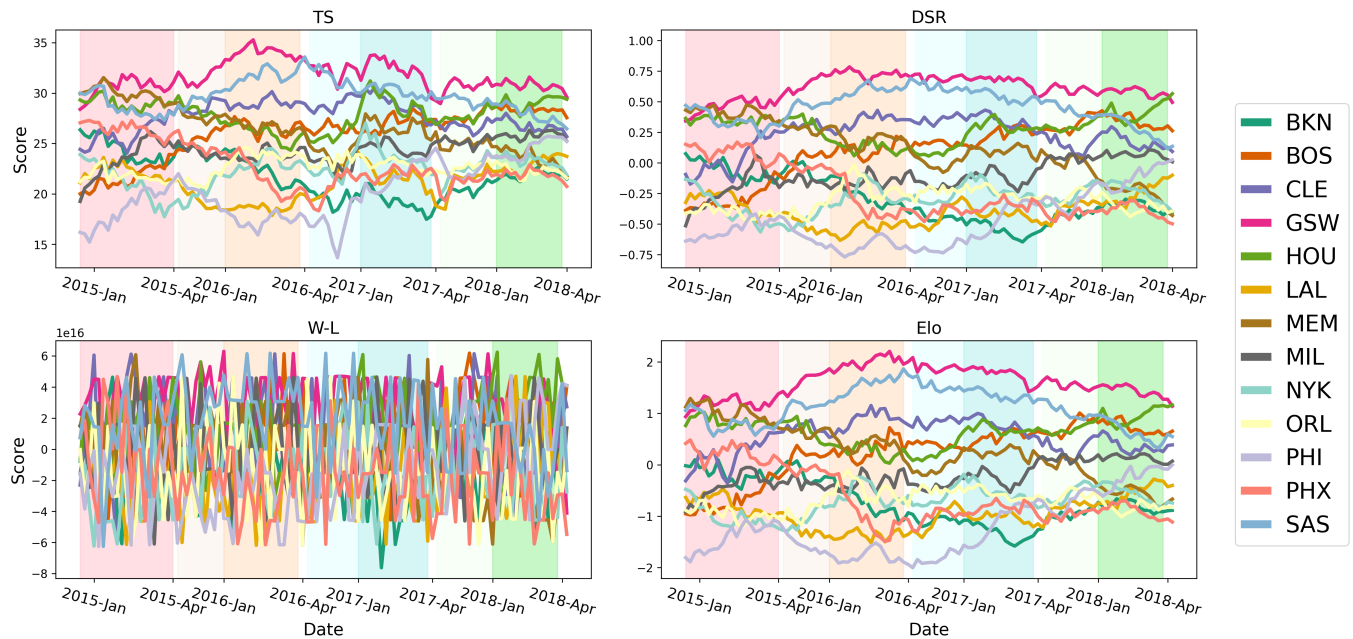 TS
Score
35
30
25
20
15
2015-Jan
2015-Apr
2016-Jan
2016-Apr
2017-Jan
2017-Apr
2018-Jan
2018-Apr
DSR
1.00
0.75
0.50
0.25
0.00
−0.25
−0.50
−0.75
2015-Jan
2015-Apr
2016-Jan
2016-Apr
2017-Jan
2017-Apr
2018-Jan
2018-Apr
W-L
1e16
Score
6
4
2
0
−2
−4
−6
−8
2015-Jan
2015-Apr
2016-Jan
2016-Apr
2017-Jan
2017-Apr
2018-Jan
2018-Apr
Date
Elo
2
1
0
−1
−2
2015-Jan
2015-Apr
2016-Jan
2016-Apr
2017-Jan
2017-Apr
2018-Jan
2018-Apr
Date
BKN
BOS
CLE
GSW
HOU
LAL
MEM
MIL
NYK
ORL
PHI
PHX
SAS